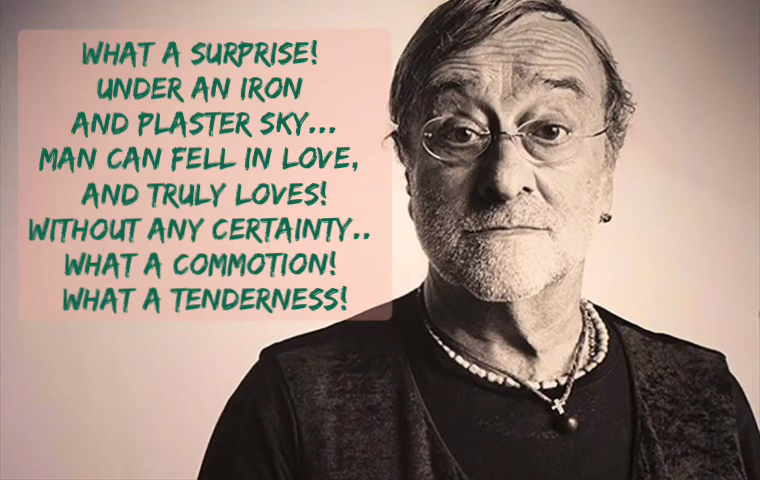 WHAT A SURPRISE!
UNDER AN IRON
AND PLASTER SKY...
MAN CAN FELL IN LOVE,
AND TRULY LOVES!
WITHOUT ANY CERTAINTY..
WHAT A COMMOTION!
WHAT A TENDERNESS!